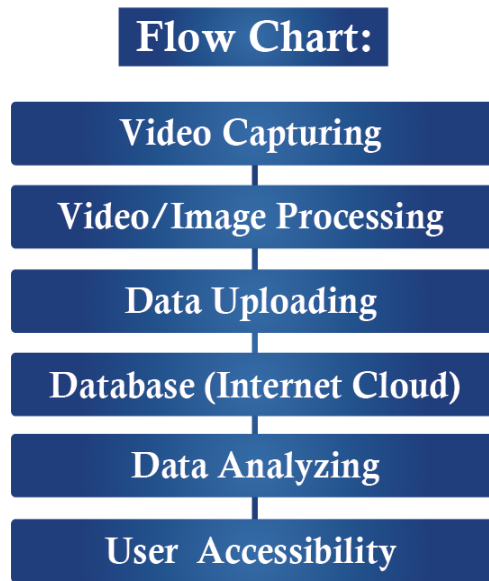 Flow Chart:
Video Capturing
Video/Image Processing
Data Uploading
Database (Internet Cloud)
Data Analyzing
User Accessibility